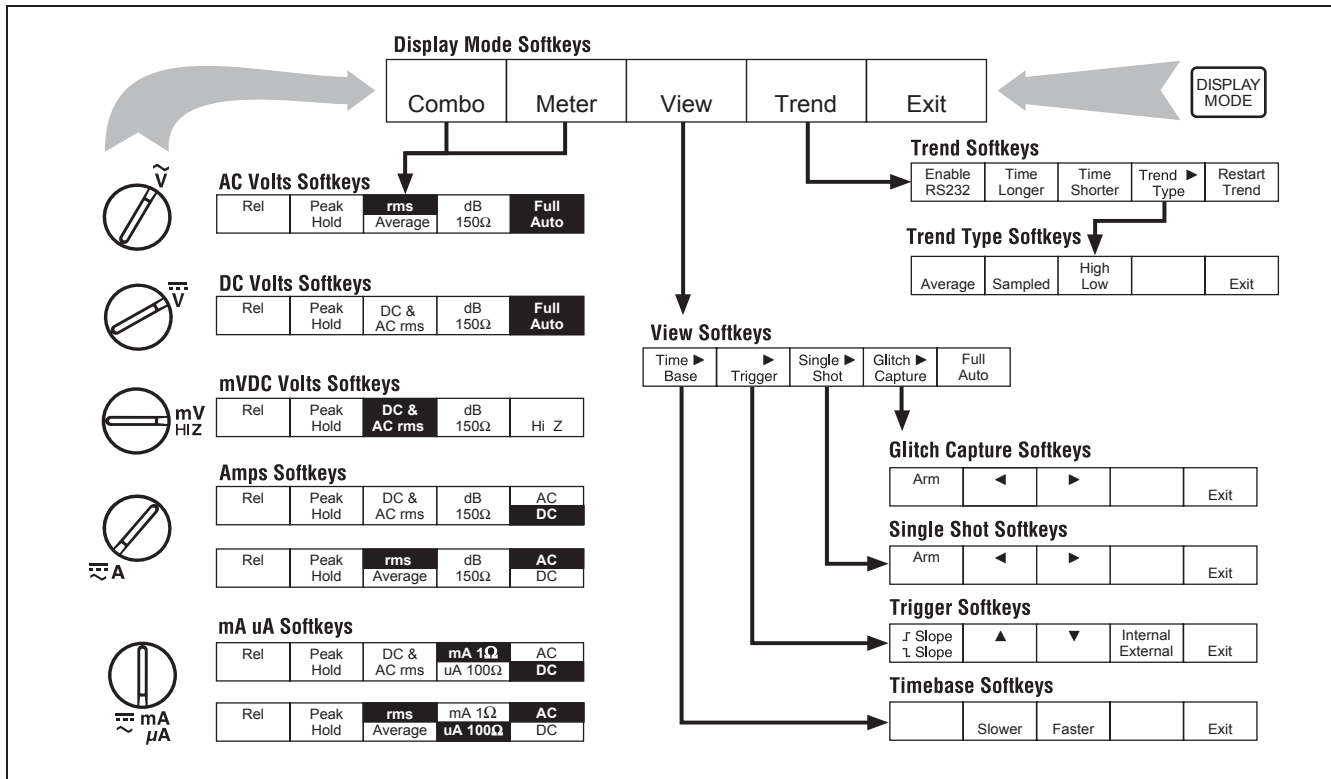 Display Mode Softkeys
Combo Meter View Trend Exit
DISPLAY
MODE
~
V
AC Volts Softkeys
Rel Peak rms dB Full
Hold Average 150Ω Auto
V
DC Volts Softkeys
Rel Peak DC & dB Full
Hold AC rms 150Ω Auto
mV
HI Z
mVDC Volts Softkeys
Rel Peak DC & dB
Hold AC rms 150Ω Hi Z
Amps Softkeys
Rel Peak DC & dB AC
Hold AC rms 150Ω DC
~ A
Rel Peak rms dB AC
Hold Average 150Ω DC
mA uA Softkeys
Rel Peak DC & mA 1Ω AC
Hold AC rms uA 100Ω DC
~ mA
µA
Rel Peak rms mA 1Ω AC
Hold Average uA 100Ω DC
Trend Softkeys
Enable Time Time Trend ► Restart
RS232 Longer Shorter Type Trend
Trend Type Softkeys
High
Average Sampled Low Exit
View Softkeys
Time ► ► Single ► Glitch ► Full
Base Trigger Shot Capture Auto
Glitch Capture Softkeys
Arm ◄ ►
Exit
Single Shot Softkeys
Arm ◄ ►
Exit
Trigger Softkeys
Slope ▲ ▼ Internal
Slope External Exit
Timebase Softkeys
Slower Faster Exit